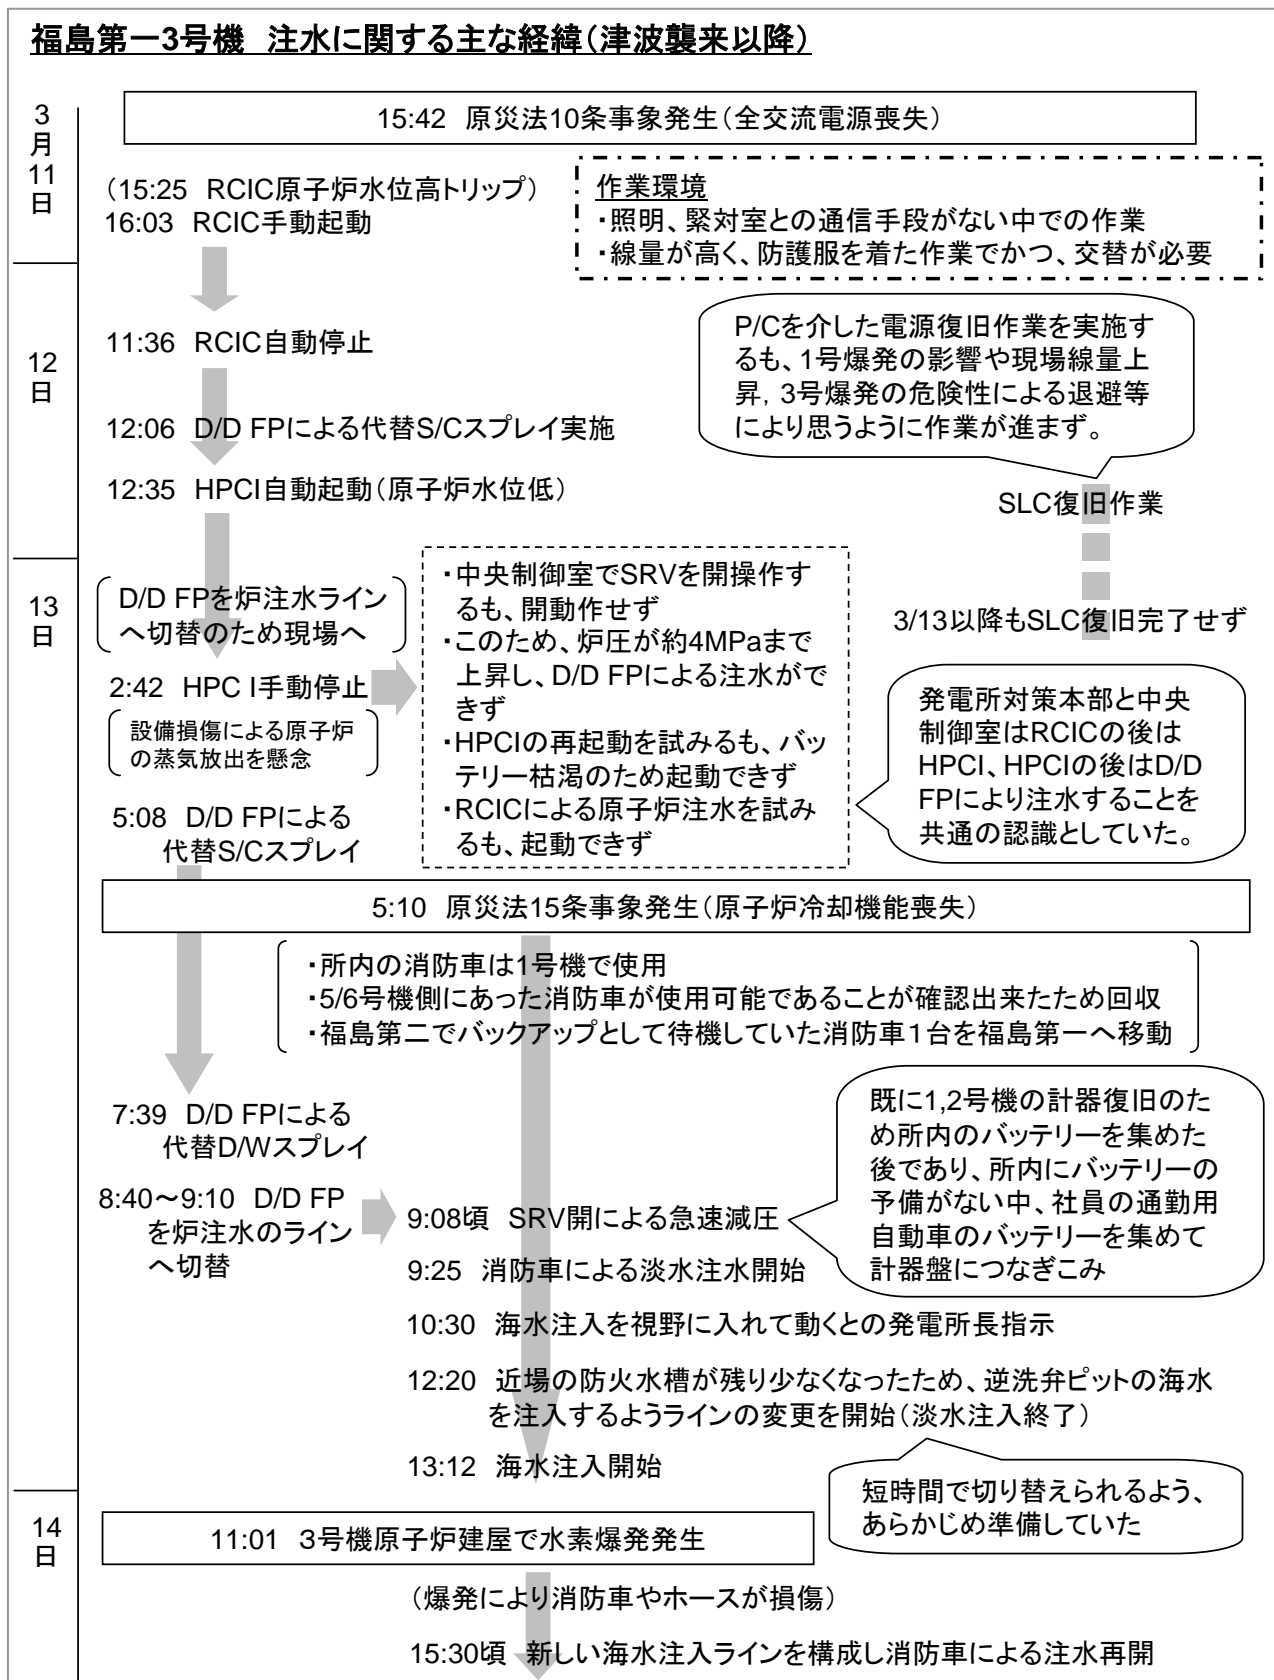 福島第一3号機 注水に関する主な経緯(津波襲来以降)
3月11日
15:42 原災法10条事象発生(全交流電源喪失)
(15:25 RCIC原子炉水位高トリップ)
16:03 RCIC手動起動
作業環境
・照明、緊対室との通信手段がない中での作業
・線量が高く、防護服を着た作業でかつ、交替が必要
12日
11:36 RCIC自動停止
12:06 D/D FPによる代替S/Cスプレイ実施
12:35 HPCI自動起動(原子炉水位低)
P/Cを介した電源復旧作業を実施す
るも、1号爆発の影響や現場線量上
昇,3号爆発の危険性による退避等
により思うように作業が進まず。
SLC復旧作業
3/13以降もSLC復旧完了せず
13日
D/D FPを炉注水ライン
へ切替のため現場へ
2:42 HPC I手動停止
設備損傷による原子炉
の蒸気放出を懸念
・中央制御室でSRVを開操作す
るも、開動作せず
・このため、炉圧が約4MPaまで
上昇し、D/D FPによる注水がで
きず
・HPCIの再起動を試みるも、バッ
テリー枯渇のため起動できず
・RCICによる原子炉注水を試み
るも、起動できず
発電所対策本部と中央
制御室はRCICの後は
HPCI、HPCIの後はD/D
FPにより注水することを
共通の認識としていた。
5:08 D/D FPによる
代替S/Cスプレイ
5:10 原災法15条事象発生(原子炉冷却機能喪失)
・所内の消防車は1号機で使用
・5/6号機側にあった消防車が使用可能であることが確認出来たため回収
・福島第二でバックアップとして待機していた消防車1台を福島第一へ移動
7:39 D/D FPによる
代替D/Wスプレイ
8:40～9:10 D/D FP
を炉注水のライン
へ切替
9:08頃 SRV開による急速減圧
既に1,2号機の計器復旧のた
め所内のバッテリーを集めた
後であり、所内にバッテリーの
予備がない中、社員の通勤用
自動車のバッテリーを集めて
計器盤につなぎこみ
9:25 消防車による淡水注水開始
10:30 海水注入を視野に入れて動くとの発電所長指示
12:20 近場の防火水槽が残り少なくなったため、逆洗弁ピットの海水
を注入するようラインの変更を開始(淡水注入終了)
13:12 海水注入開始
短時間で切り替えられるよう、
あらかじめ準備していた
14日
11:01 3号機原子炉建屋で水素爆発発生
(爆発により消防車やホースが損傷)
15:30頃 新しい海水注入ラインを構成し消防車による注水再開